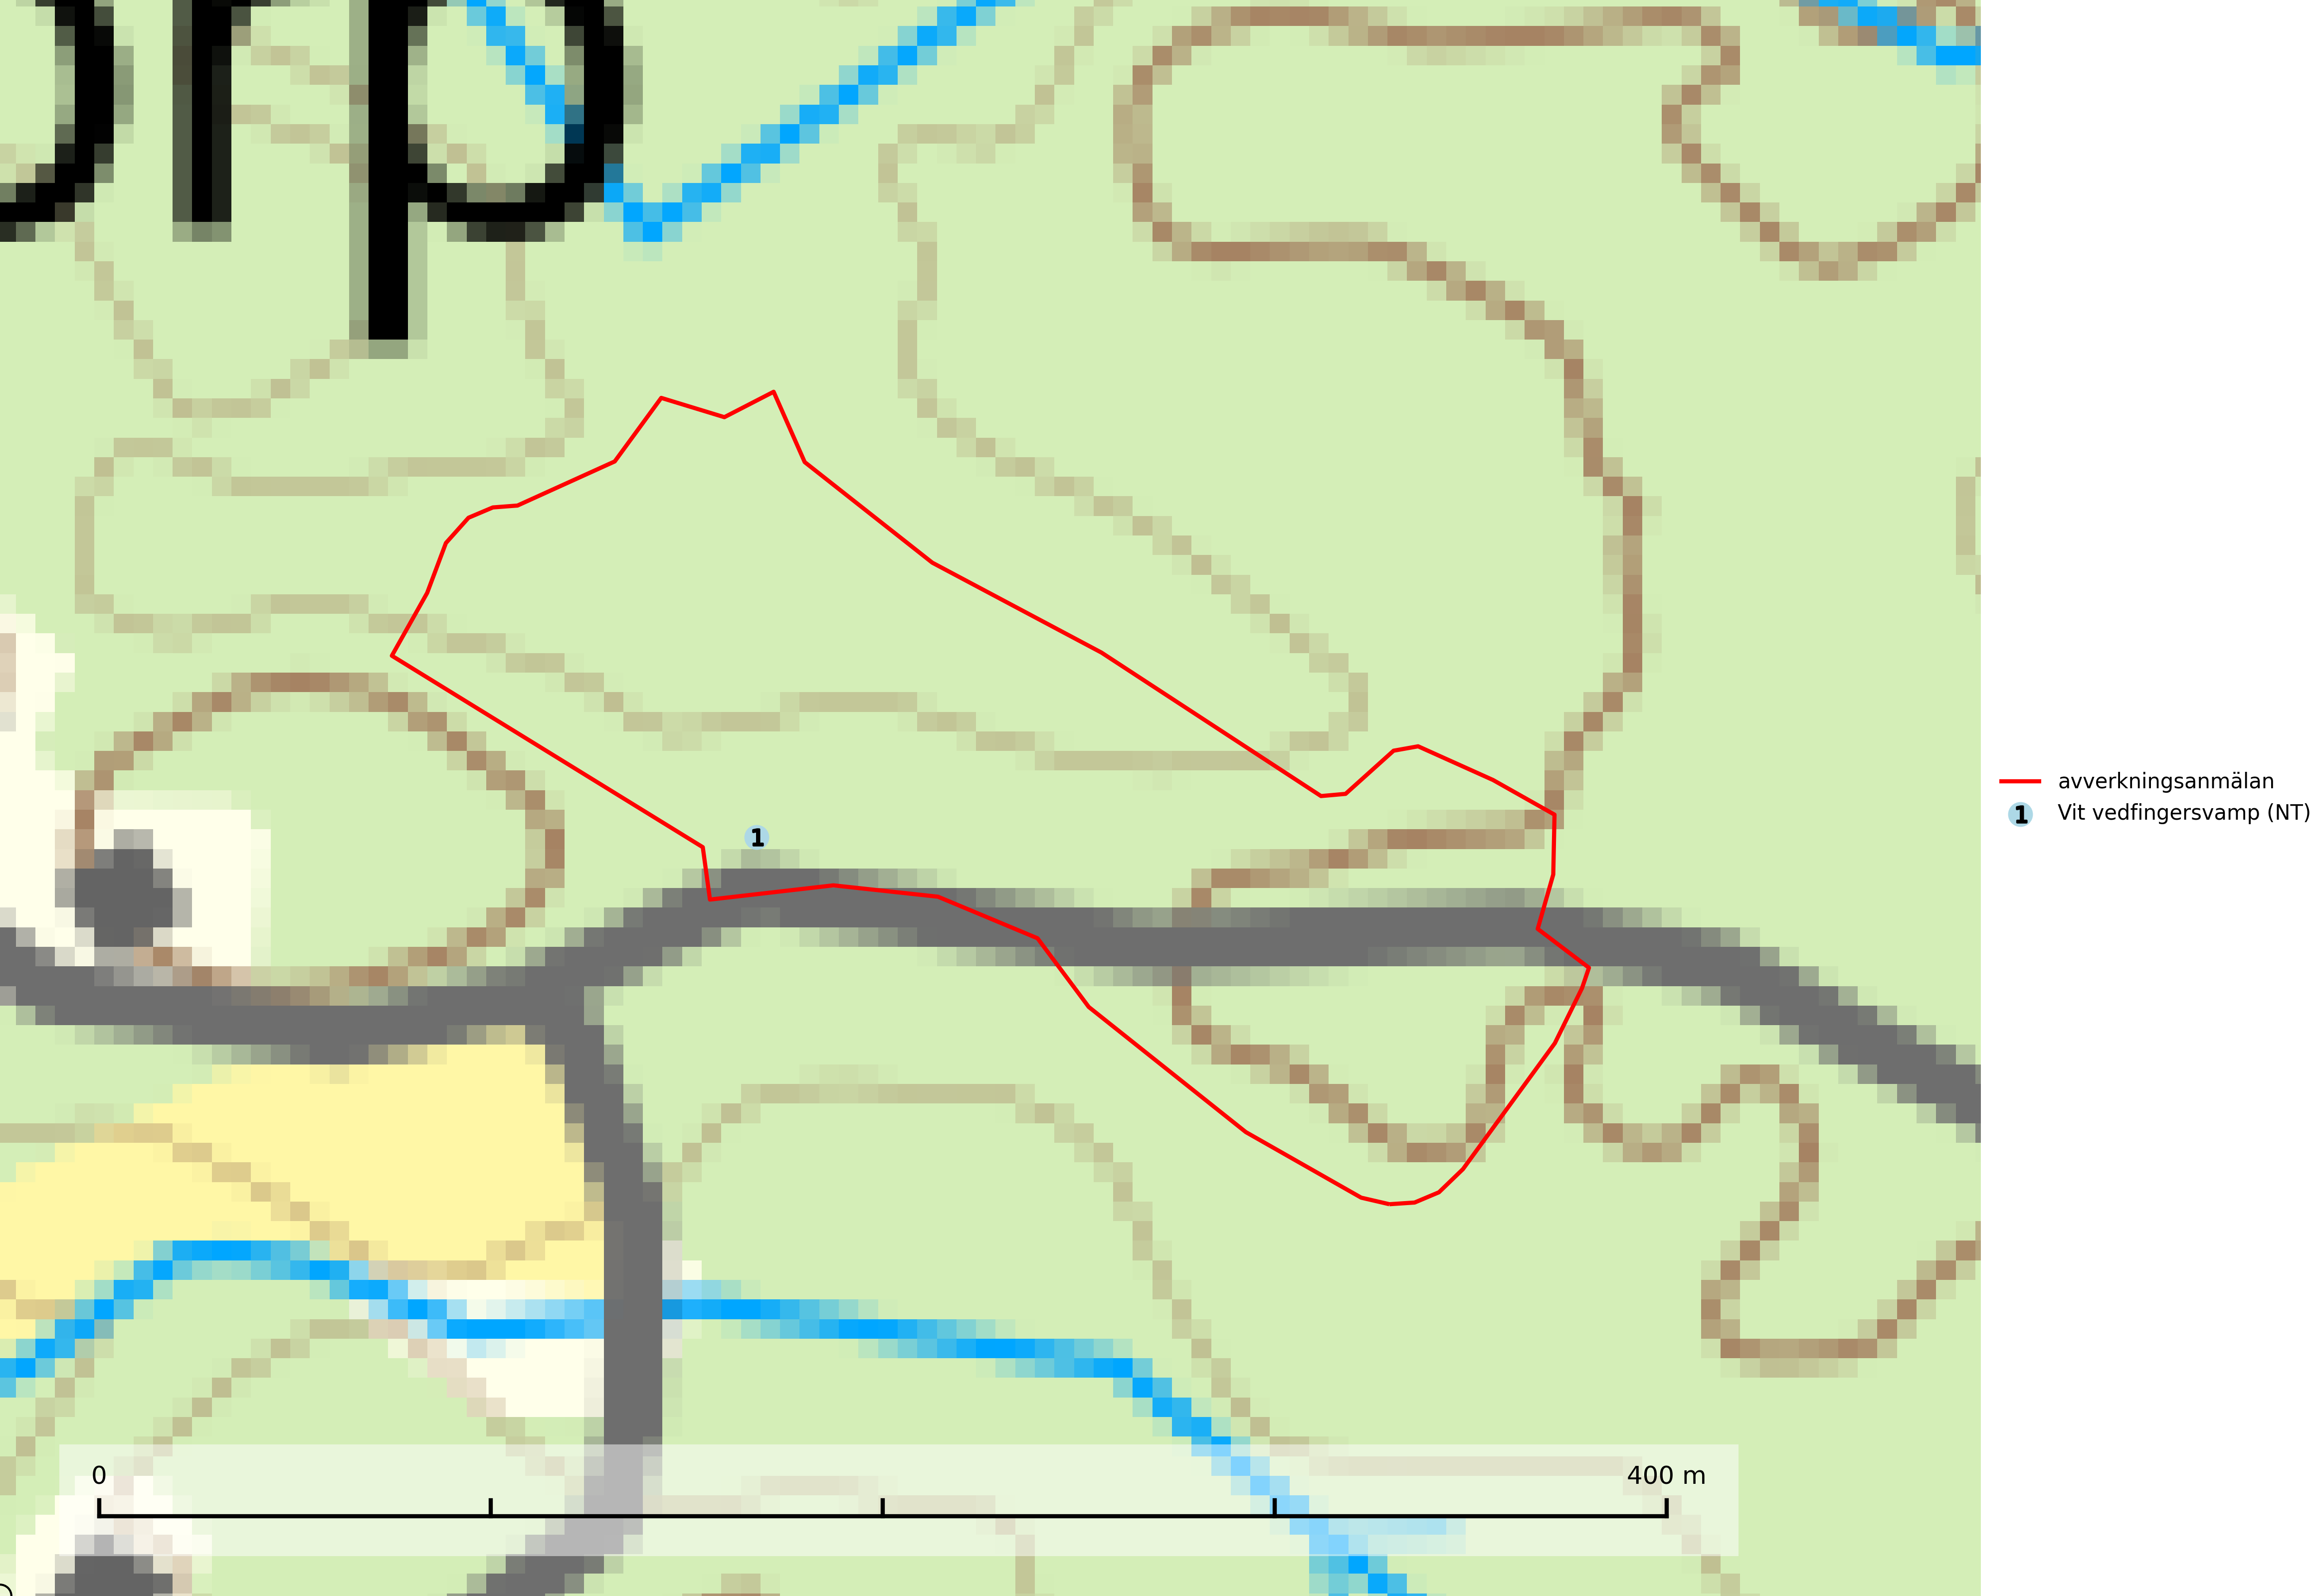 1
avverkningsanmälan
1 Vit vedfingersvamp (NT)
0 400 m